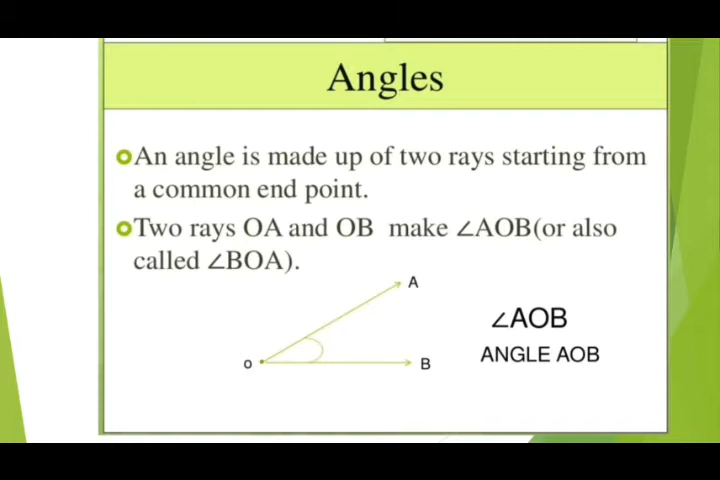 Angles
An angle is made up of two rays starting from
a common end point.
Two rays OA and OB make ∠AOB(or also
called ∠BOA).
A
∠AOB
ANGLE AOB
o
B